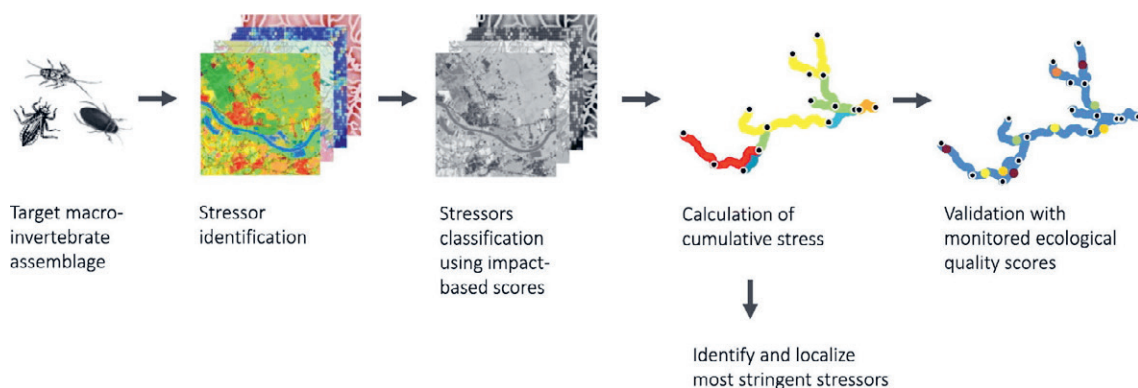 Target macro-
invertebrate
assemblage
Stressor
identification
Stressors
classification
using impact-
based scores
Calculation of
cumulative stress
Validation with
monitored ecological
quality scores
Identify and localize
most stringent stressors